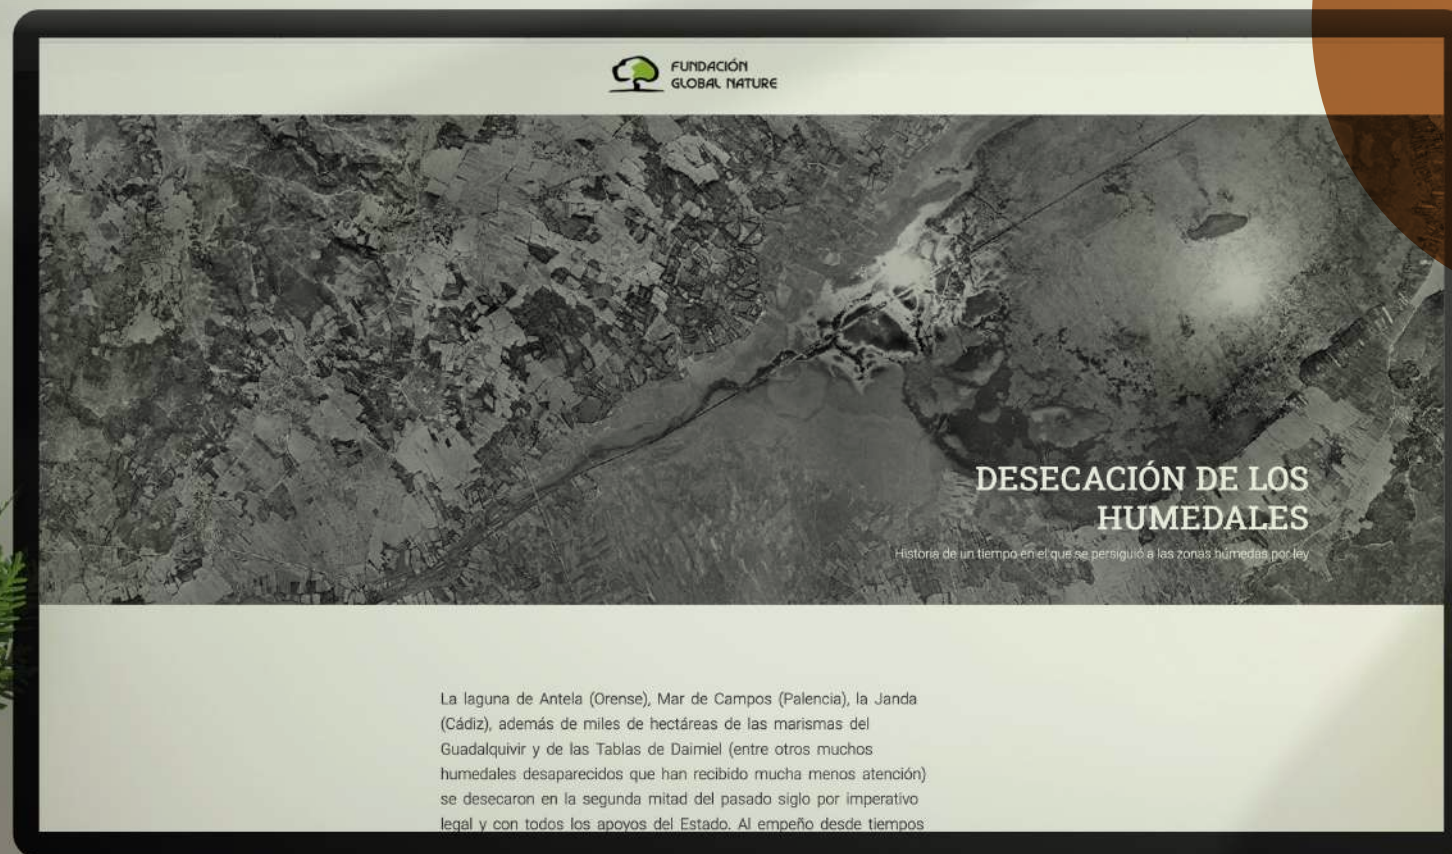 FUNDACIÓN
GLOBAL NATURE
DESECACIÓN DE LOS
HUMEDALES
Historia de un tiempo en el que se persiguió a las zonas húmedas por ley
La laguna de Antela (Orense), Mar de Campos (Palencia), la Janda
(Cádiz), además de miles de hectáreas de las marismas del
Guadalquivir y de las Tablas de Daimiel (entre otros muchos
humedales desaparecidos que han recibido mucha menos atención)
se desecaron en la segunda mitad del pasado siglo por imperativo
legal y con todos los apoyos del Estado. Al empeño desde tiempos